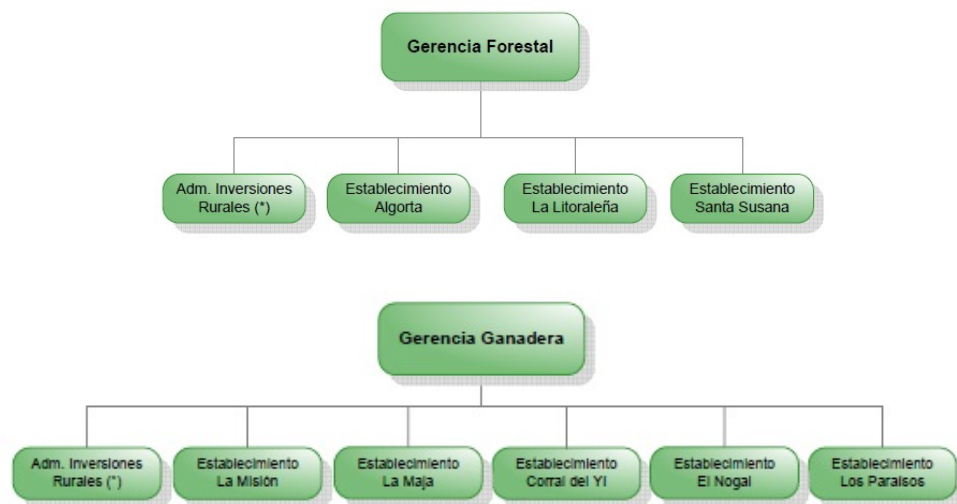 Gerencia Forestal
Adm. Inversiones
Rurales (*)
Establecimiento
Algorta
Establecimiento
La Litoraleña
Establecimiento
Santa Susana
Gerencia Ganadera
Adm. Inversiones
Rurales (*)
Establecimiento
La Misión
Establecimiento
La Maja
Establecimiento
Corral del YI
Establecimiento
El Nogal
Establecimiento
Los Paraisos